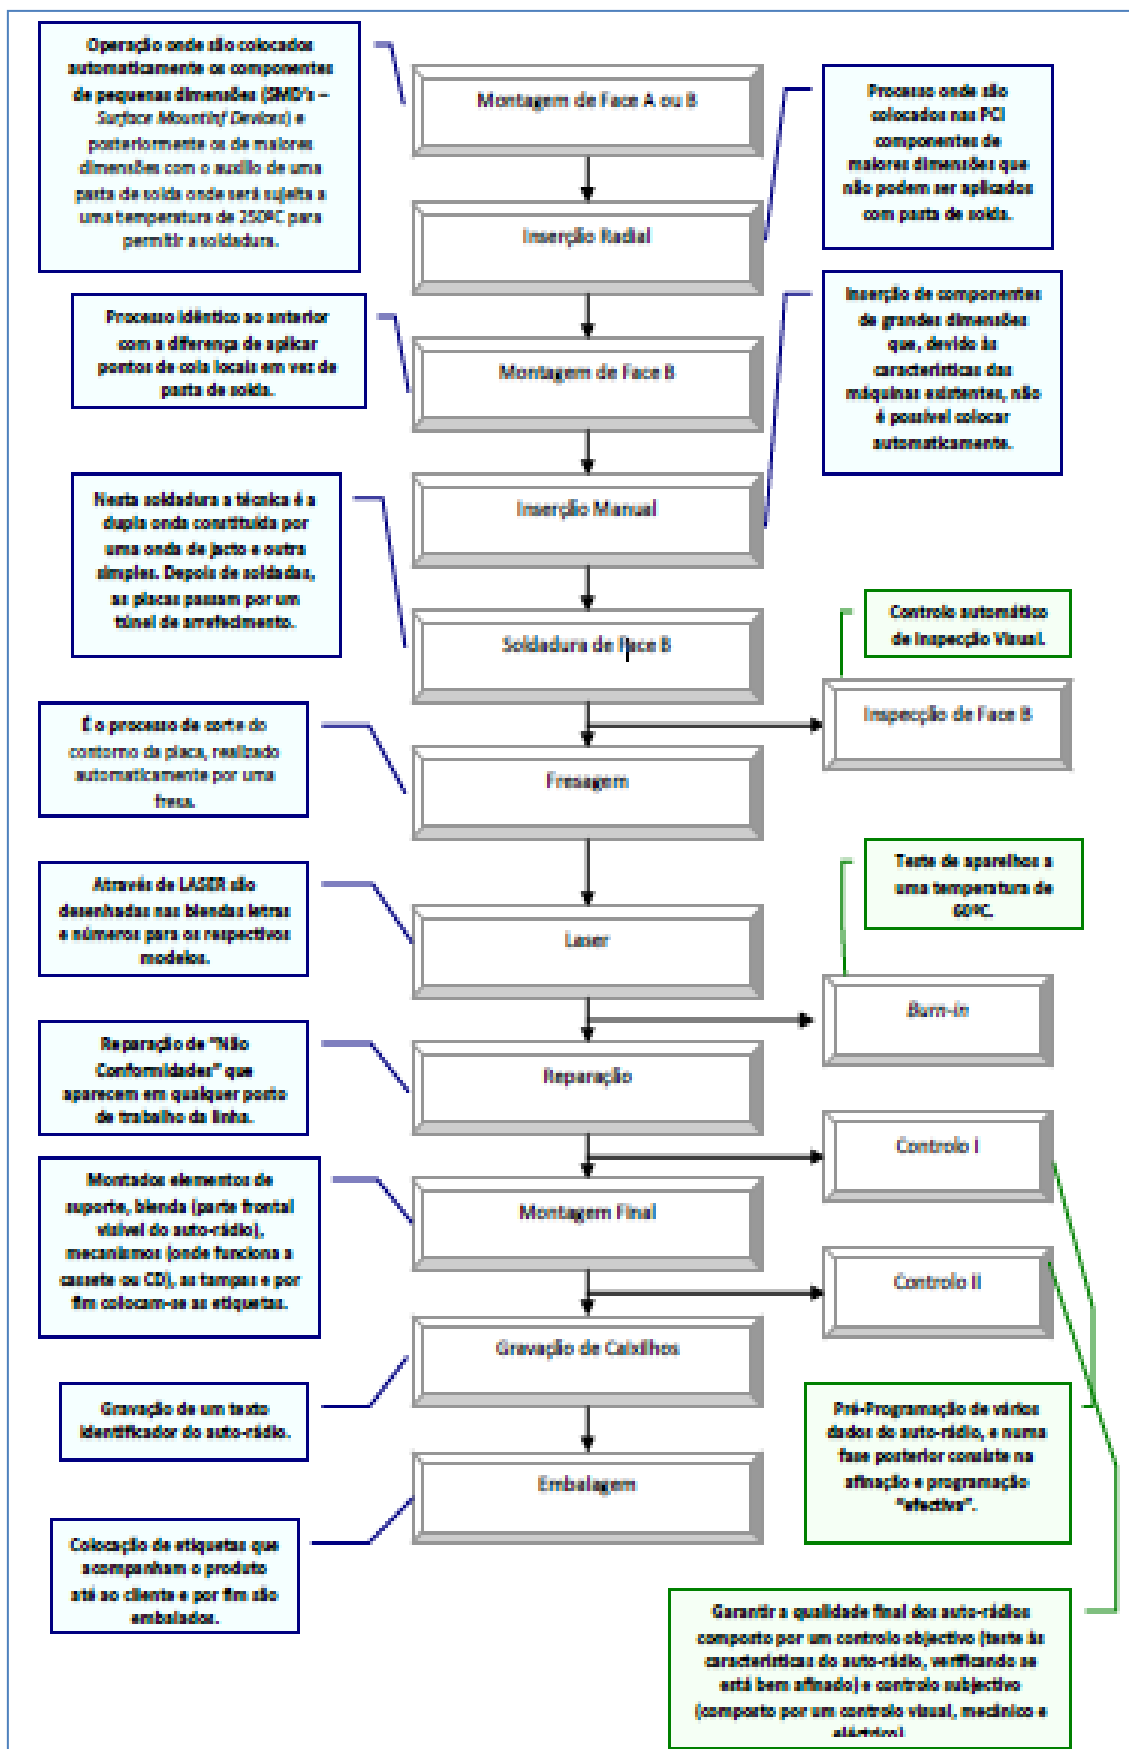 Operação onde são colocados
automaticamente os componentes
de pequenas dimensões (SMD's –
Surface Mountinf Devices) e
posteriormente os de maiores
dimensões com o auxílio de uma
pasta de solda onde será sujeita a
uma temperatura de 250ºC para
permitir a soldadura.
Montagem de Face A ou B
Processo onde são
colocados nas PCI
componentes de
maiores dimensões que
não podem ser aplicados
com pasta de solda.
Inserção Radial
Processo idêntico ao anterior
com a diferença de aplicar
pontos de cola locais em vez de
pasta de solda.
Montagem de Face B
Inserção de componentes
de grandes dimensões
que, devido às
características das
máquinas existentes, não
é possível colocar
automaticamente.
Inserção Manual
Nesta soldadura a técnica é a
dupla onda constituída por
uma onda de jacto e outra
simples. Depois de soldadas,
as placas passam por um
túnel de arrefecimento.
Soldadura de Face B
Controlo automático
de Inspecção Visual.
Inspecção de Face B
É o processo de corte do
contorno da placa, realizado
automaticamente por uma
fresa.
Fresagem
Através de LASER são
desenhadas nas blendas letras
e números para os respectivos
modelos.
Laser
Teste de aparelhos a
uma temperatura de
60ºC.
Burn-in
Reparação de "Não
Conformidades" que
aparecem em qualquer posto
de trabalho da linha.
Reparação
Controlo I
Montados elementos de
suporte, blenda (parte frontal
visível do auto-rádio),
mecanismos (onde funciona a
cassete ou CD), as tampas e por
fim colocam-se as etiquetas.
Montagem Final
Controlo II
Gravação de Caixilhos
Gravação de um texto
identificador do auto-rádio.
Pré-Programação de vários
dados do auto-rádio, e numa
fase posterior consiste na
afinação e programação
"efectiva".
Embalagem
Colocação de etiquetas que
acompanham o produto
até ao cliente e por fim são
embalados.
Garantir a qualidade final dos auto-rádios
composto por um controlo objectivo (teste às
características do auto-rádio, verificando se
está bem afinado) e controlo subjectivo
(composto por um controlo visual, mecânico e
eléctrico)